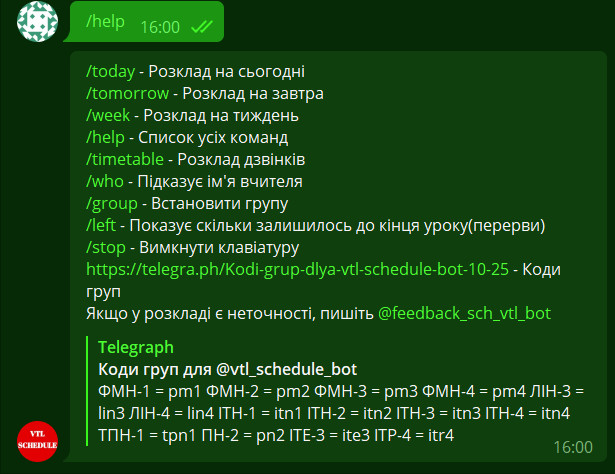 /help 16:00
/today - Розклад на сьогодні
/tomorrow - Розклад на завтра
/week - Розклад на тиждень
/help - Список усіх команд
/timetable - Розклад дзвінків
/who - Підказує ім'я вчителя
/group - Встановити групу
/left - Показує скільки залишилось до кінця уроку(перерви)
/stop - Вимкнути клавіатуру
https://telegra.ph/Kodi-grup-dlya-vtl-schedule-bot-10-25 - Коди
груп
Якщо у розкладі є неточності, пишіть @feedback_sch_vtl_bot
Telegraph
Коди груп для @vtl_schedule_bot
ФМН-1 = pm1 ФМН-2 = pm2 ФМН-3 = pm3 ФМН-4 = pm4 ЛІН-3 =
lin3 ЛІН-4 = lin4 ІТН-1 = itn1 ІТН-2 = itn2 ІТН-3 = itn3 ІТН-4 = itn4
ТПН-1 = tpn1 ПН-2 = pn2 ІТЕ-3 = ite3 ІТР-4 = itr4
VTL
SCHEDULE
16:00